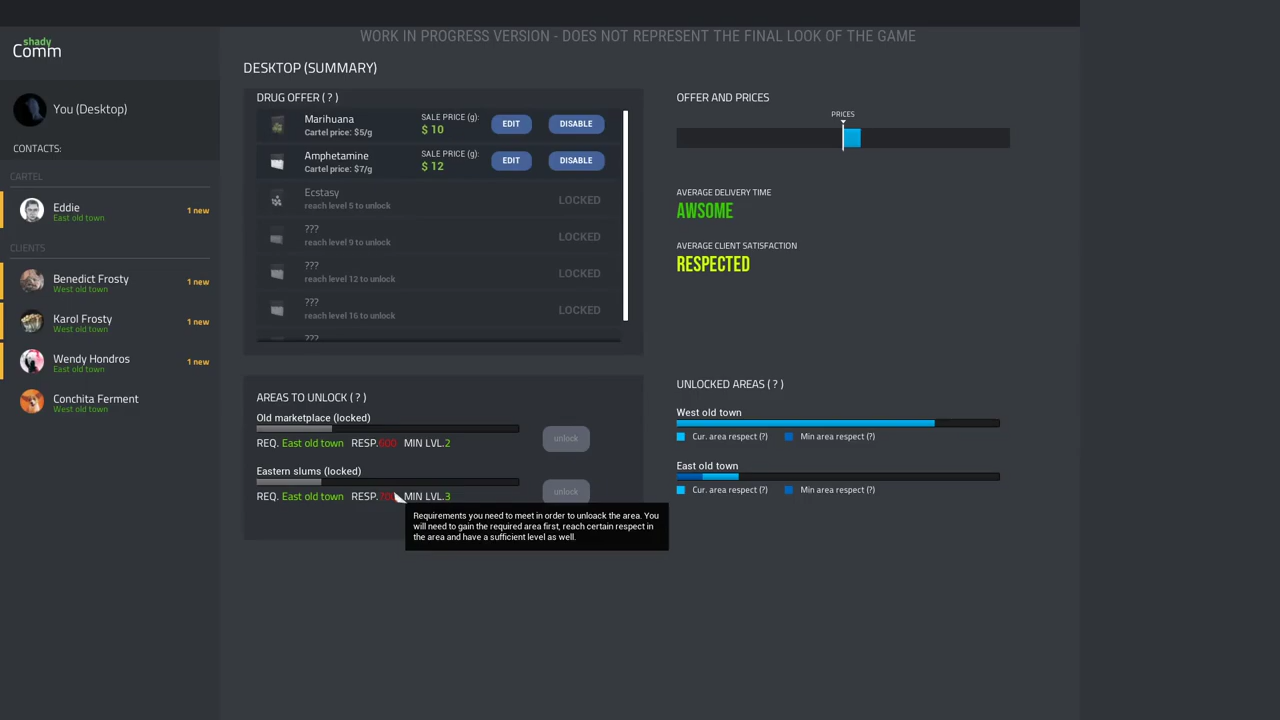 WORK IN PROGRESS VERSION - DOES NOT REPRESENT THE FINAL LOOK OF THE GAME
shady
Comm
You (Desktop)
CONTACTS:
CARTEL
Eddie
East old town
1 new
CLIENTS
Benedict Frosty
West old town
1 new
Karol Frosty
West old town
1 new
Wendy Hondros
East old town
1 new
Conchita Ferment
West old town
DESKTOP (SUMMARY)
DRUG OFFER ( ? )
Marihuana
Cartel price: $5/g
SALE PRICE (g):
$ 10
EDIT
DISABLE
Amphetamine
Cartel price: $7/g
SALE PRICE (g):
$ 12
EDIT
DISABLE
Ecstasy
reach level 5 to unlock
LOCKED
???
reach level 9 to unlock
LOCKED
???
reach level 12 to unlock
LOCKED
???
reach level 16 to unlock
LOCKED
???
OFFER AND PRICES
PRICES
AVERAGE DELIVERY TIME
AWSOME
AVERAGE CLIENT SATISFACTION
RESPECTED
AREAS TO UNLOCK ( ? )
Old marketplace (locked)
REQ. East old town RESP.600 MIN LVL.2
unlock
Eastern slums (locked)
REQ. East old town RESP. MIN LVL.3
unlock
Requirements you need to meet in order to unloack the area. You
will need to gain the required area first, reach certain respect in
the area and have a sufficient level as well.
UNLOCKED AREAS ( ? )
West old town
Cur. area respect (?) Min area respect (?)
East old town
Cur. area respect (?) Min area respect (?)